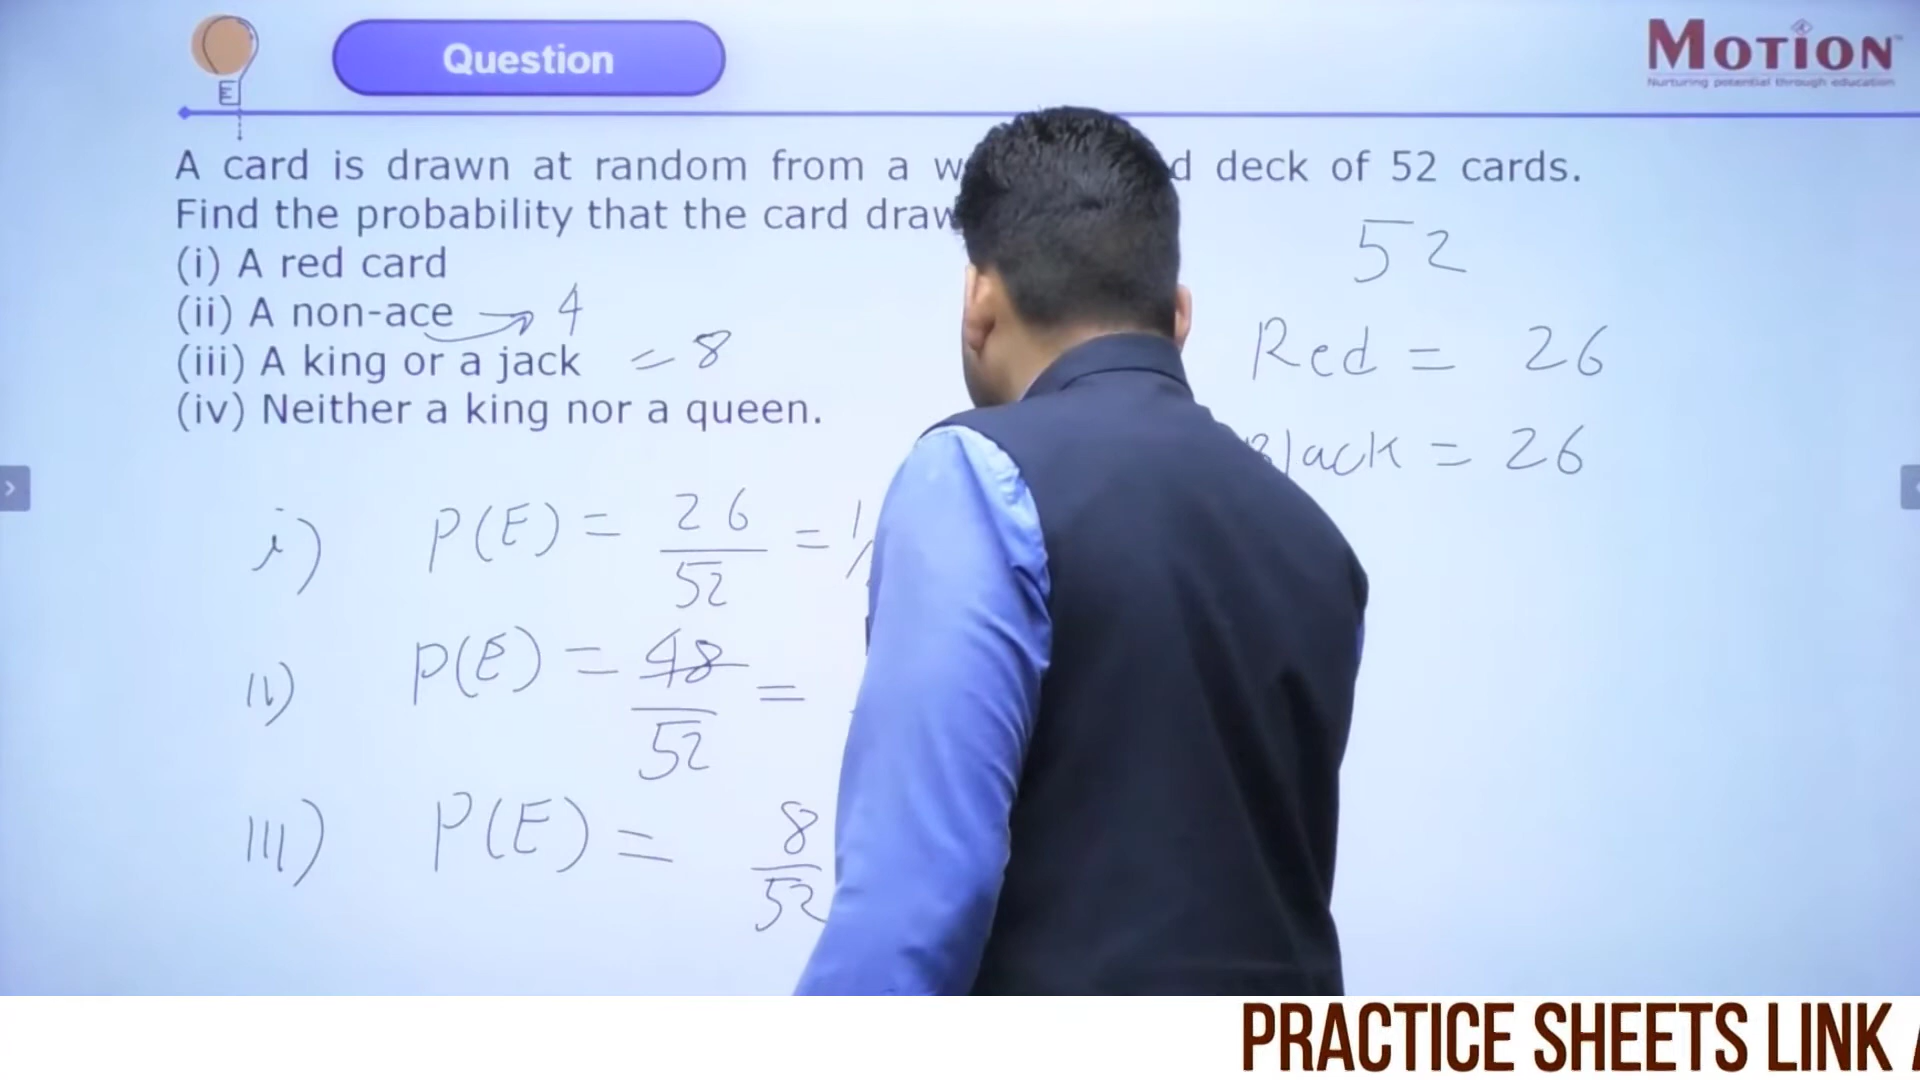 Question
MOTION
Nurturing potential through education
A card is drawn at random from a deck of 52 cards.
Find the probability that the card
(i) A red card
(ii) A non-ace → 4
(iii) A king or a jack = 8
(iv) Neither a king nor a queen.
52
Red = 26
Black = 26
i) P(E) = 26/52 =
ii) P(E) = 48/52 =
III) P(E) = 8/52
PRACTICE SHEETS LINK